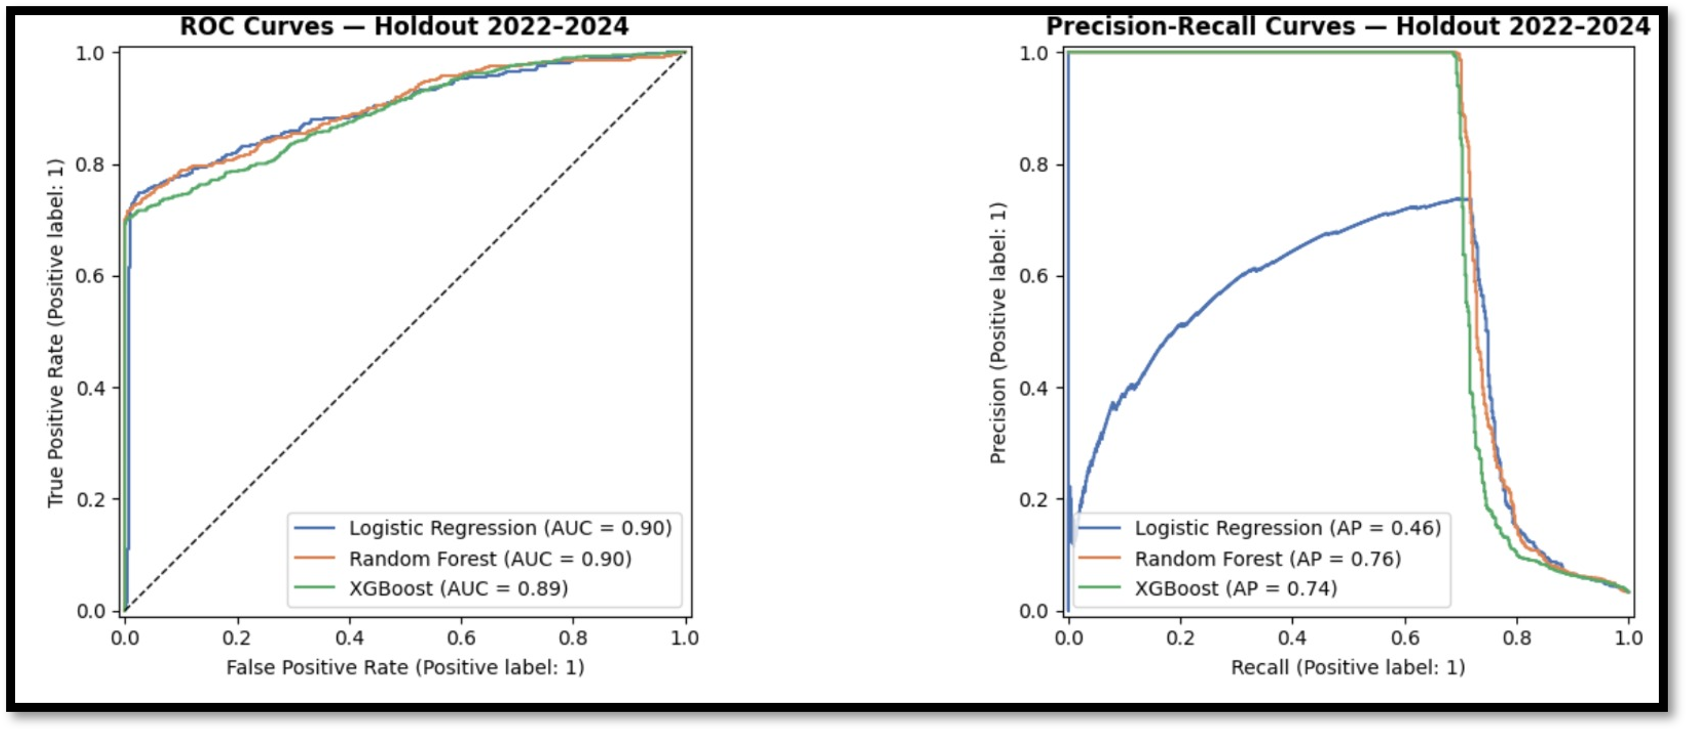 ROC Curves — Holdout 2022–2024
1.0
0.8
0.6
0.4
0.2
0.0
True Positive Rate (Positive label: 1)
Logistic Regression (AUC = 0.90)
Random Forest (AUC = 0.90)
XGBoost (AUC = 0.89)
0.0 0.2 0.4 0.6 0.8 1.0
False Positive Rate (Positive label: 1)
Precision-Recall Curves — Holdout 2022–2024
1.0
0.8
0.6
0.4
0.2
0.0
Precision (Positive label: 1)
Logistic Regression (AP = 0.46)
Random Forest (AP = 0.76)
XGBoost (AP = 0.74)
0.0 0.2 0.4 0.6 0.8 1.0
Recall (Positive label: 1)